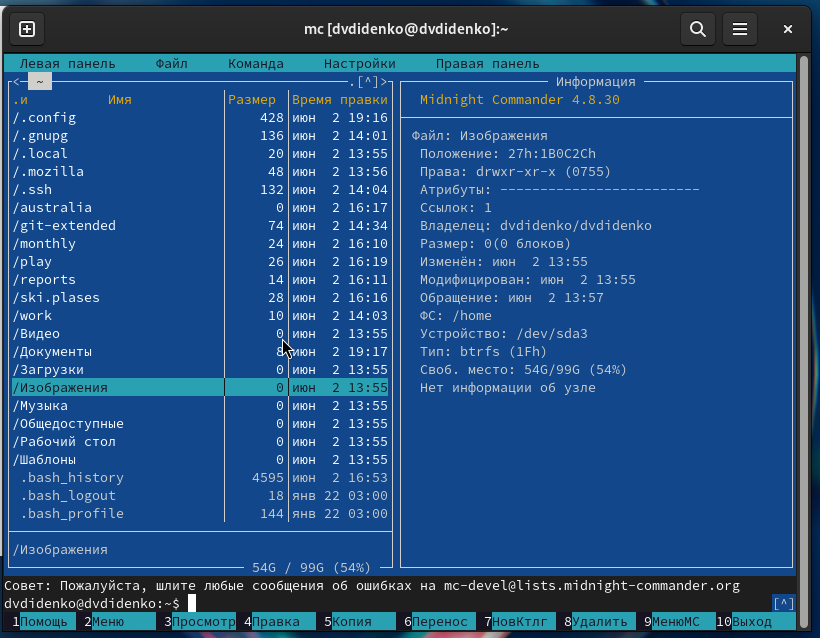 mc [dvdidenko@dvdidenko]:~
Левая панель Файл Команда Настройки Правая панель
<- ~ .[^]> Информация
.и Имя Размер Время правки
/.config 428 июн 2 19:16
/.gnupg 136 июн 2 14:01
/.local 20 июн 2 13:55
/.mozilla 48 июн 2 13:56
/.ssh 132 июн 2 14:04
/australia 0 июн 2 16:17
/git-extended 74 июн 2 14:34
/monthly 24 июн 2 16:10
/play 26 июн 2 16:19
/reports 14 июн 2 16:11
/ski.plases 28 июн 2 16:16
/work 10 июн 2 14:03
/Видео 0 июн 2 13:55
/Документы 8 июн 2 19:17
/Загрузки 0 июн 2 13:55
/Изображения 0 июн 2 13:55
/Музыка 0 июн 2 13:55
/Общедоступные 0 июн 2 13:55
/Рабочий стол 0 июн 2 13:55
/Шаблоны 0 июн 2 13:55
.bash_history 4595 июн 2 16:53
.bash_logout 18 янв 22 03:00
.bash_profile 144 янв 22 03:00
/Изображения
54G / 99G (54%)
Midnight Commander 4.8.30
Файл: Изображения
Положение: 27h:1B0C2Ch
Права: drwxr-xr-x (0755)
Атрибуты: -------------------------
Ссылок: 1
Владелец: dvdidenko/dvdidenko
Размер: 0(0 блоков)
Изменён: июн 2 13:55
Модифицирован: июн 2 13:55
Обращение: июн 2 13:57
ФС: /home
Устройство: /dev/sda3
Тип: btrfs (1Fh)
Своб. место: 54G/99G (54%)
Нет информации об узле
Совет: Пожалуйста, шлите любые сообщения об ошибках на mc-devel@lists.midnight-commander.org
dvdidenko@dvdidenko:~$ [^]
1Помощь 2Меню 3Просмотр 4Правка 5Копия 6Перенос 7НовКтлг 8Удалить 9МенюMC 10Выход